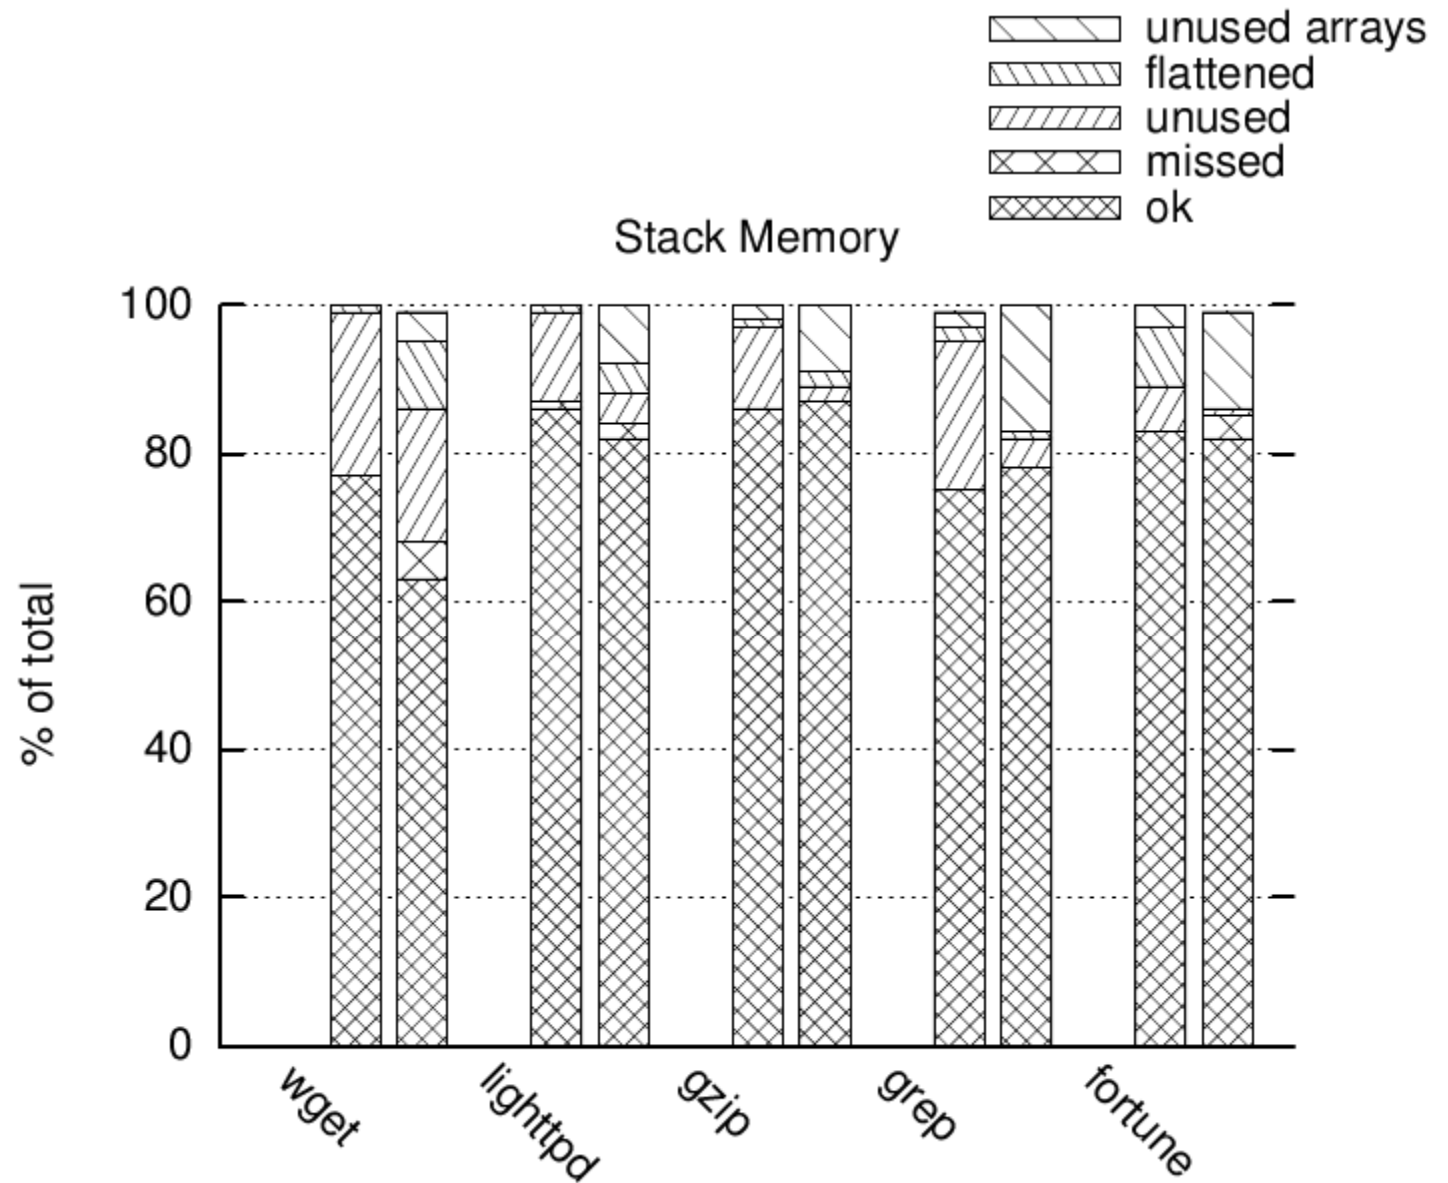 unused arrays
flattened
unused
missed
ok
Stack Memory
% of total
100
80
60
40
20
0
wget
lighttpd
gzip
grep
fortune